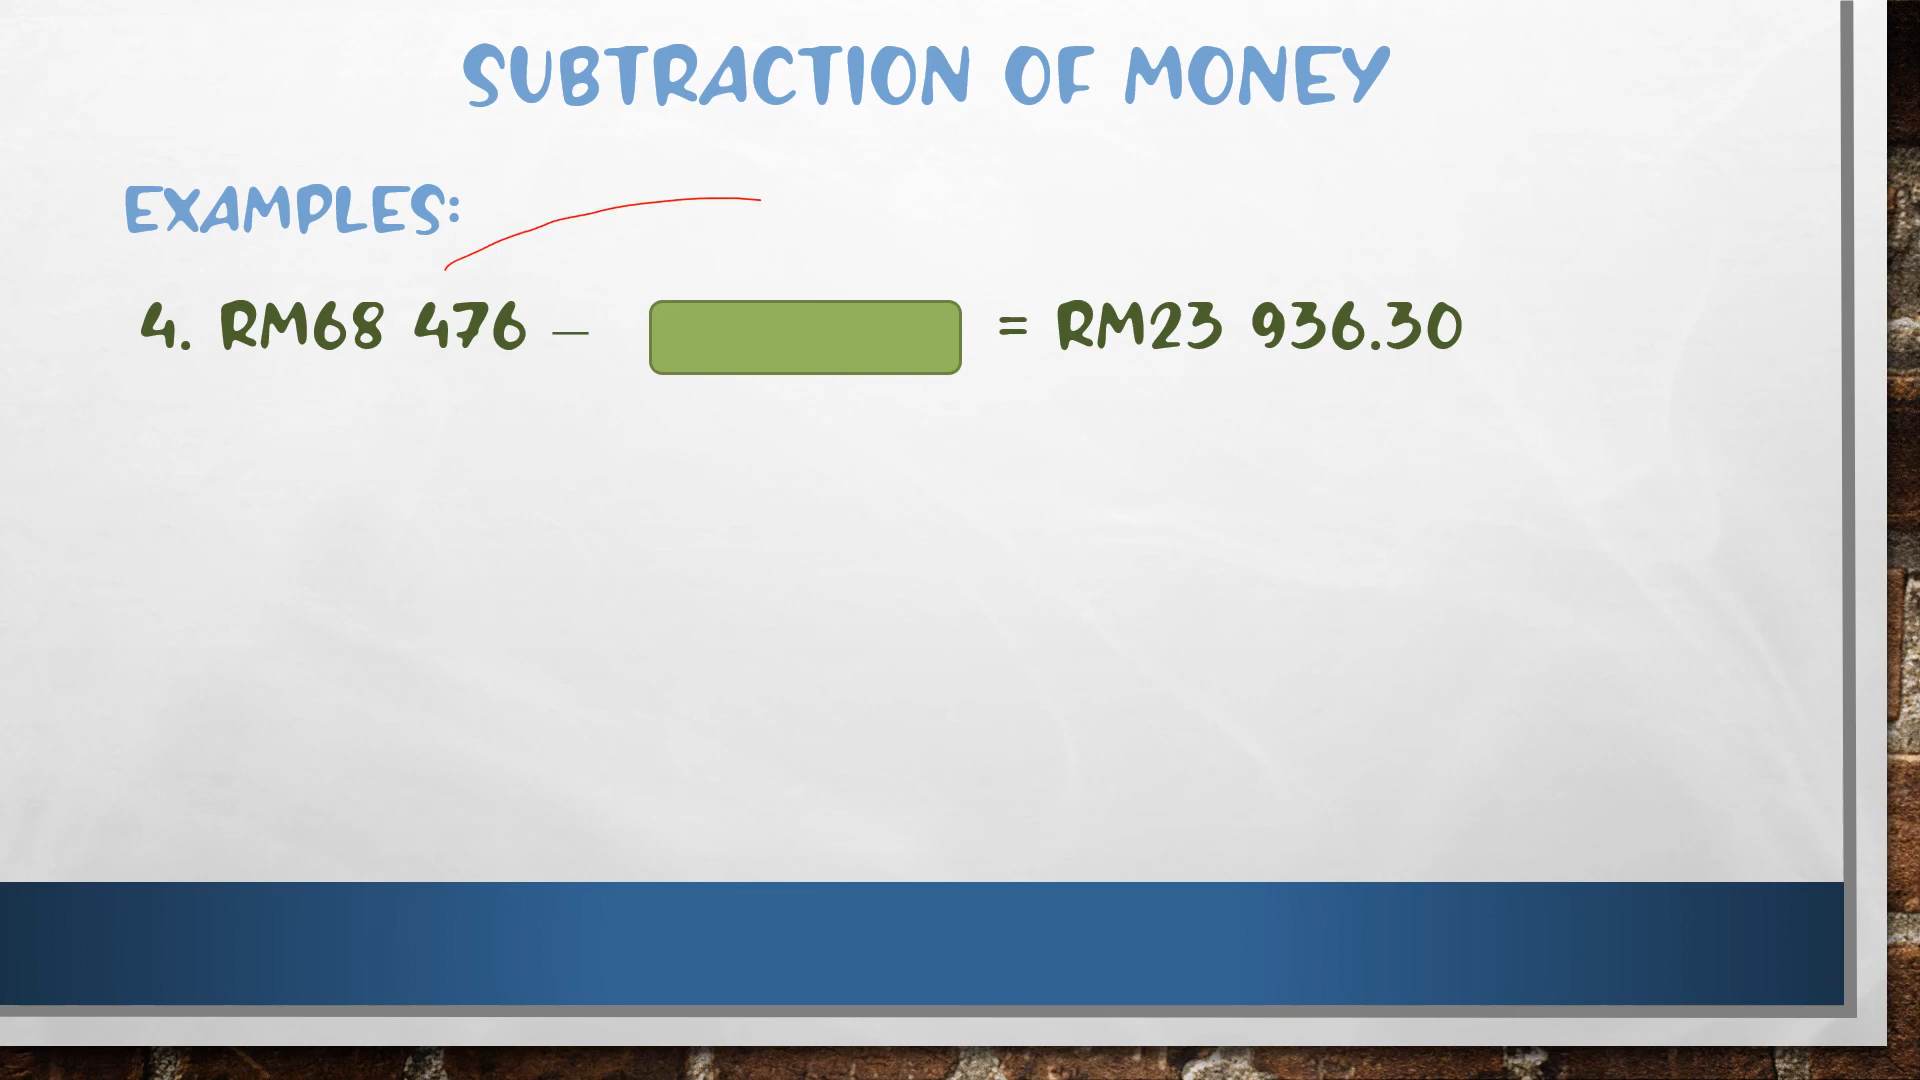 SUBTRACTION OF MONEY
EXAMPLES:
4. RM68 476 – = RM23 936.30